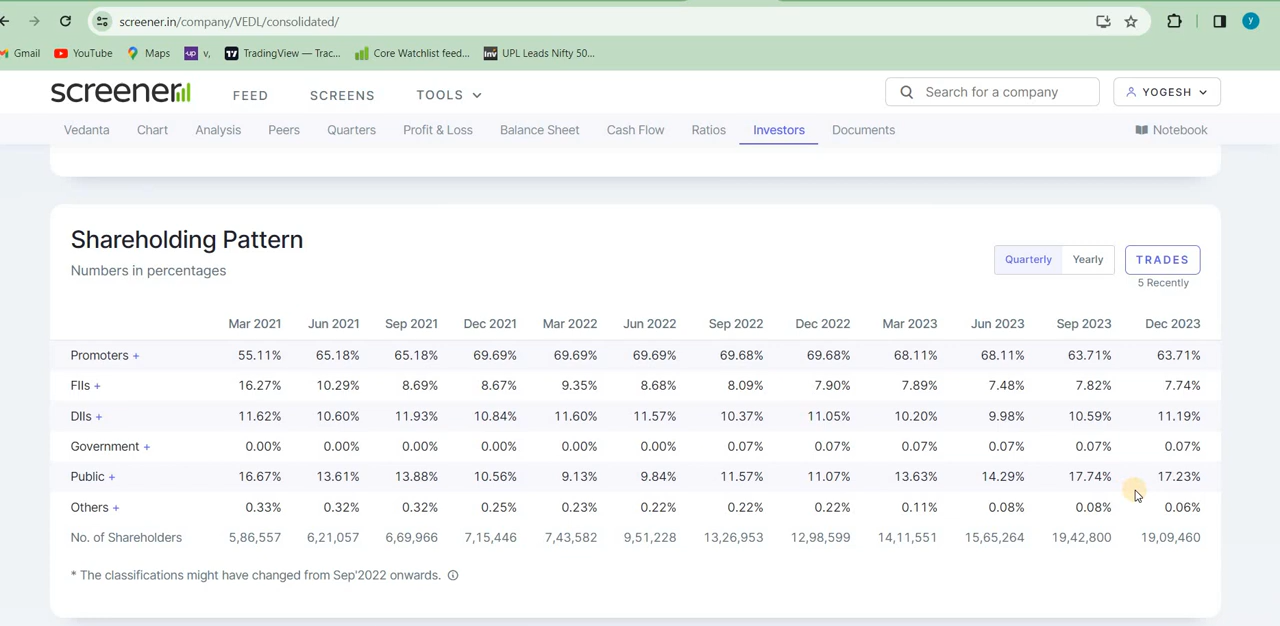 screener.in/company/VEDL/consolidated/ y
Gmail YouTube Maps up v, TradingView — Trac... Core Watchlist feed... inv UPL Leads Nifty 50...
screener FEED SCREENS TOOLS Search for a company YOGESH
Vedanta Chart Analysis Peers Quarters Profit & Loss Balance Sheet Cash Flow Ratios Investors Documents Notebook
Shareholding Pattern
Numbers in percentages
Quarterly Yearly TRADES
5 Recently
Mar 2021 Jun 2021 Sep 2021 Dec 2021 Mar 2022 Jun 2022 Sep 2022 Dec 2022 Mar 2023 Jun 2023 Sep 2023 Dec 2023
Promoters + 55.11% 65.18% 65.18% 69.69% 69.69% 69.69% 69.68% 69.68% 68.11% 68.11% 63.71% 63.71%
FIIs + 16.27% 10.29% 8.69% 8.67% 9.35% 8.68% 8.09% 7.90% 7.89% 7.48% 7.82% 7.74%
DIIs + 11.62% 10.60% 11.93% 10.84% 11.60% 11.57% 10.37% 11.05% 10.20% 9.98% 10.59% 11.19%
Government + 0.00% 0.00% 0.00% 0.00% 0.00% 0.00% 0.07% 0.07% 0.07% 0.07% 0.07% 0.07%
Public + 16.67% 13.61% 13.88% 10.56% 9.13% 9.84% 11.57% 11.07% 13.63% 14.29% 17.74% 17.23%
Others + 0.33% 0.32% 0.32% 0.25% 0.23% 0.22% 0.22% 0.22% 0.11% 0.08% 0.08% 0.06%
No. of Shareholders 5,86,557 6,21,057 6,69,966 7,15,446 7,43,582 9,51,228 13,26,953 12,98,599 14,11,551 15,65,264 19,42,800 19,09,460
* The classifications might have changed from Sep'2022 onwards.